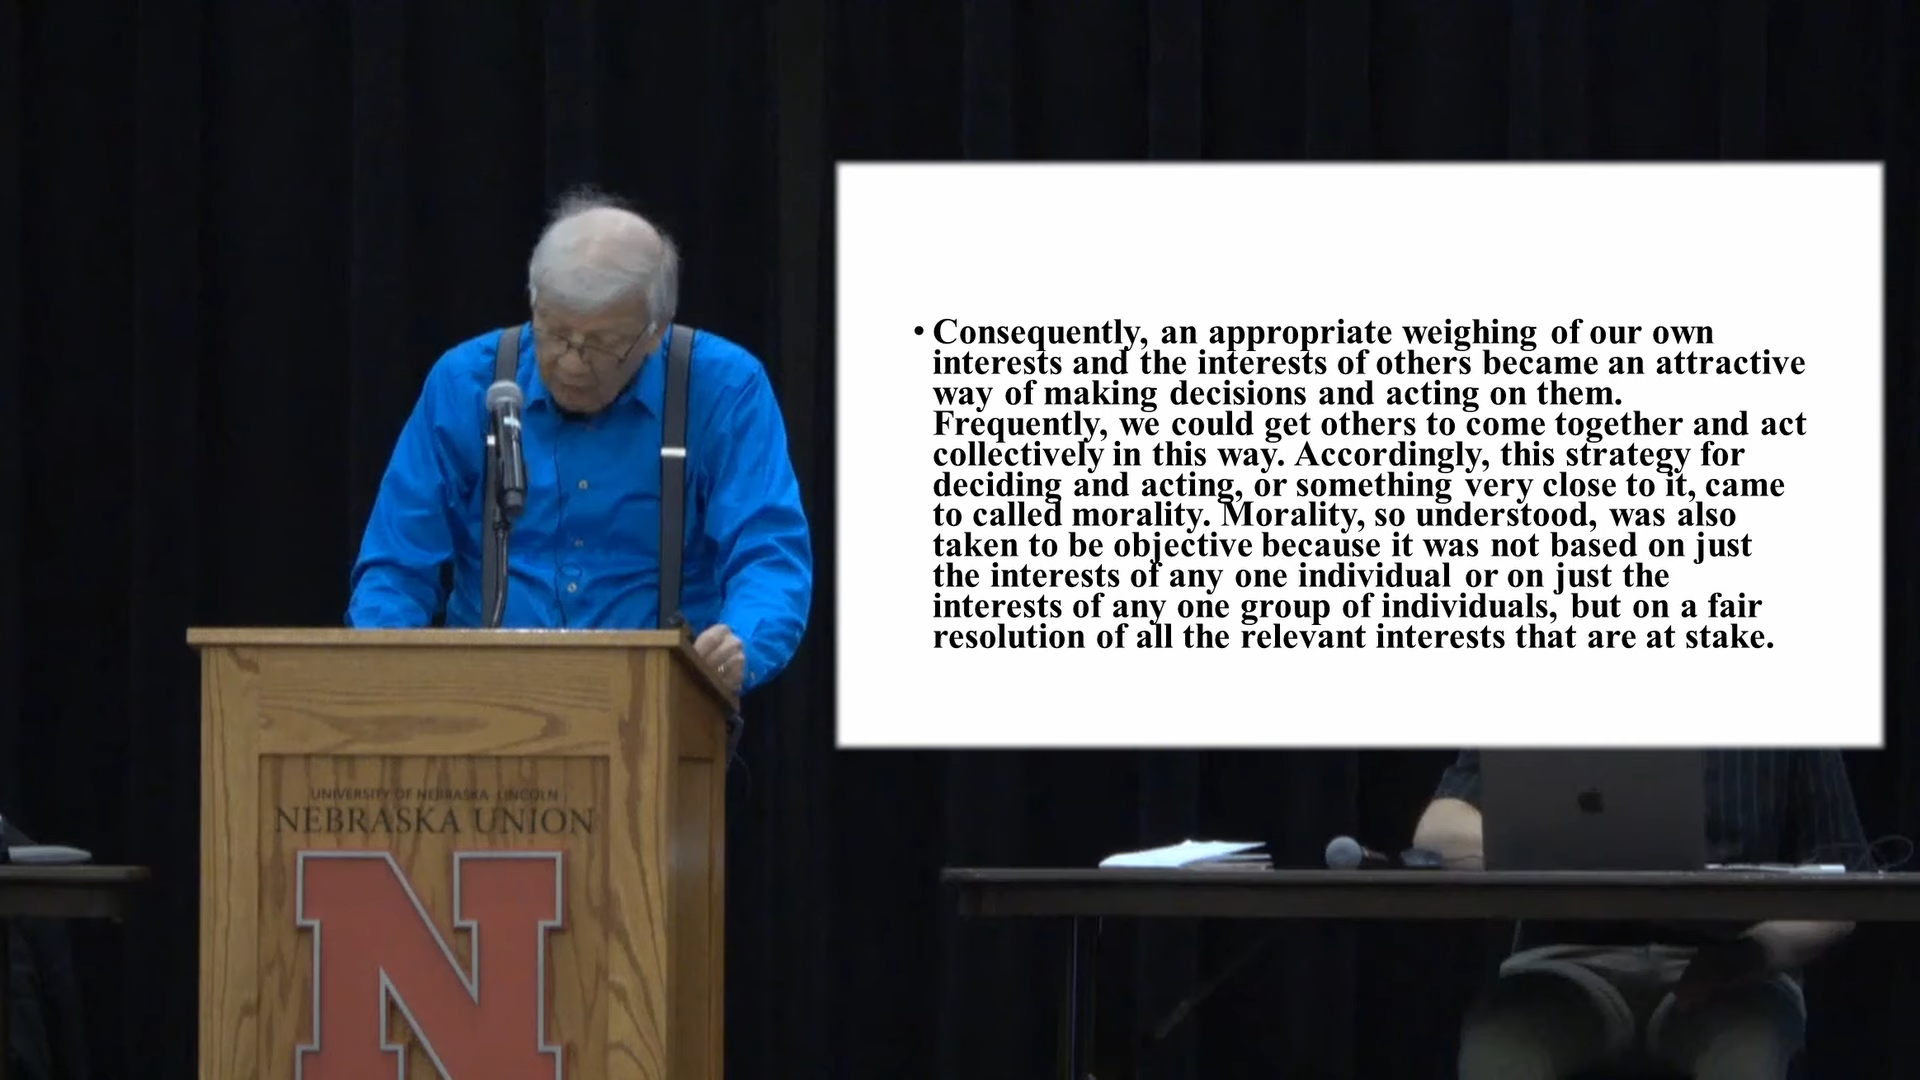 • Consequently, an appropriate weighing of our own
interests and the interests of others became an attractive
way of making decisions and acting on them.
Frequently, we could get others to come together and act
collectively in this way. Accordingly, this strategy for
deciding and acting, or something very close to it, came
to called morality. Morality, so understood, was also
taken to be objective because it was not based on just
the interests of any one individual or on just the
interests of any one group of individuals, but on a fair
resolution of all the relevant interests that are at stake.
UNIVERSITY OF NEBRASKA LINCOLN
NEBRASKA UNION
N